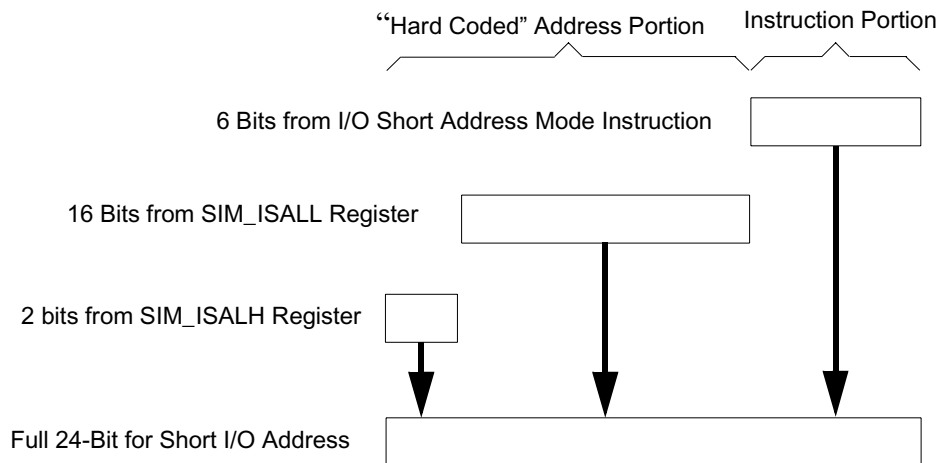 “Hard Coded” Address Portion
Instruction Portion
6 Bits from I/O Short Address Mode Instruction
16 Bits from SIM_ISALL Register
2 bits from SIM_ISALH Register
Full 24-Bit for Short I/O Address